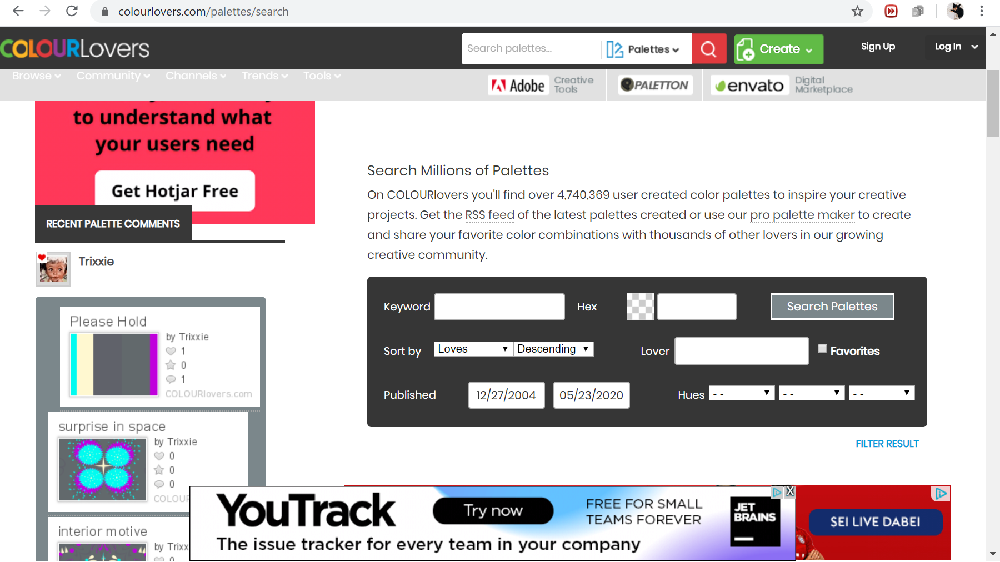 colourlovers.com/palettes/search
COLOURLovers
Search palettes...
Palettes
Create
Sign Up
Log In
Browse
Community
Channels
Trends
Tools
Adobe
Creative
Tools
PALETTON
envato
Digital
Marketplace
to understand what
your users need
Get Hotjar Free
RECENT PALETTE COMMENTS
Trixxie
Please Hold
by Trixxie
1
0
1
COLOURlovers.com
surprise in space
by Trixxie
0
0
0
COLOUR
interior motive
by Trixx
Search Millions of Palettes
On COLOURlovers you'll find over 4,740,369 user created color palettes to inspire your creative
projects. Get the RSS feed of the latest palettes created or use our pro palette maker to create
and share your favorite color combinations with thousands of other lovers in our growing
creative community.
Keyword
Hex
Search Palettes
Sort by
Loves
Descending
Lover
Favorites
Published
12/27/2004
05/23/2020
Hues
- -
- -
- -
FILTER RESULT
YouTrack
Try now
FREE FOR SMALL
TEAMS FOREVER
The issue tracker for every team in your company
JET
BRAINS
X
SEI LIVE DABEI